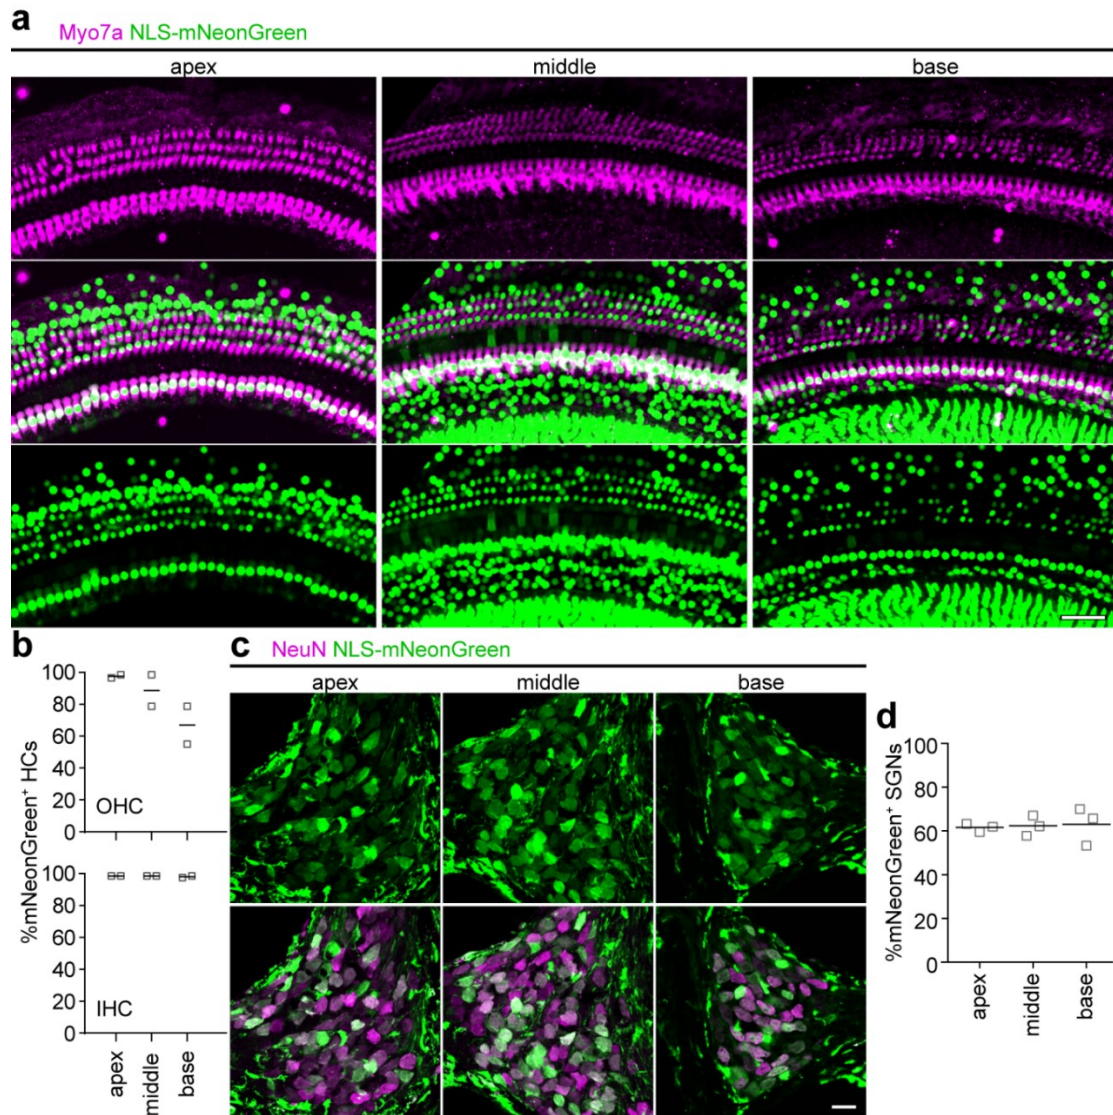 a
Myo7a NLS-mNeonGreen
apex middle base
b
100
80
60
40
20
0
OHC
100
80
60
40
20
0
IHC
%mNeonGreen⁺ HCs
apex
middle
base
c
NeuN NLS-mNeonGreen
apex middle base
d
100
80
60
40
20
0
%mNeonGreen⁺ SGNs
apex
middle
base